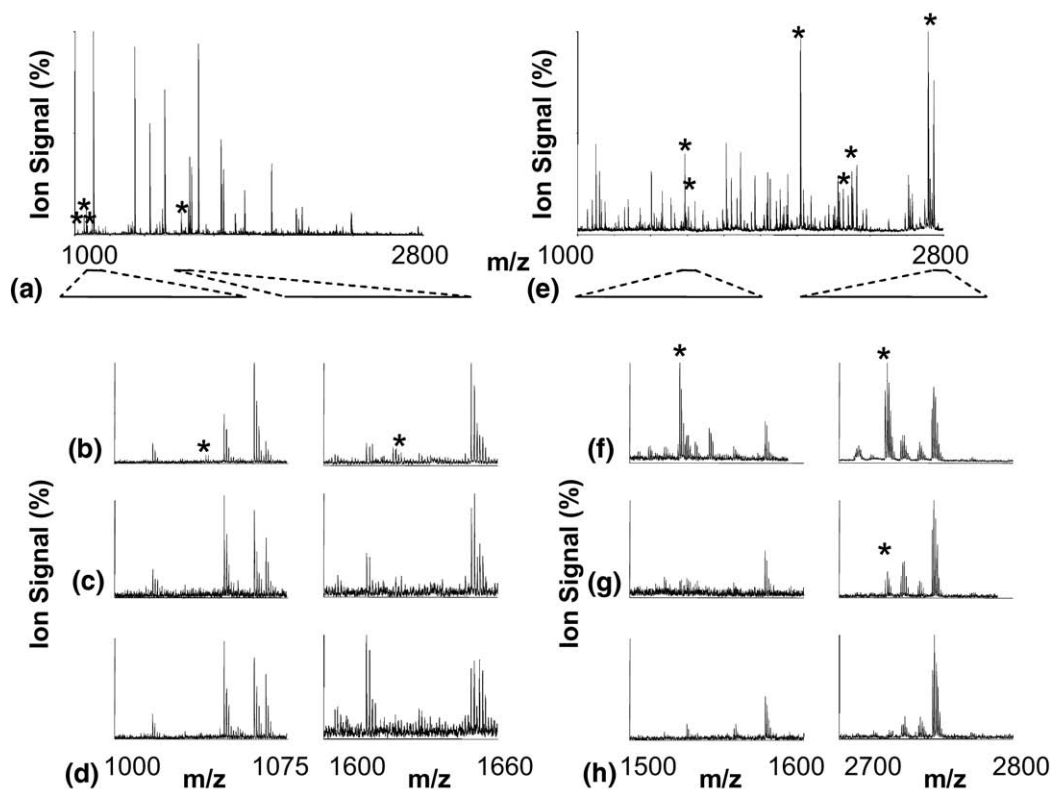 Ion Signal (%)
* * * *
1000 2800
(a)
m/z
Ion Signal (%)
* * * * * *
1000 2800
(e)
Ion Signal (%)
(b) * *
(c)
(d) 1000 m/z 1075 1600 m/z 1660
Ion Signal (%)
(f) * *
(g) *
(h) 1500 m/z 1600 2700 m/z 2800